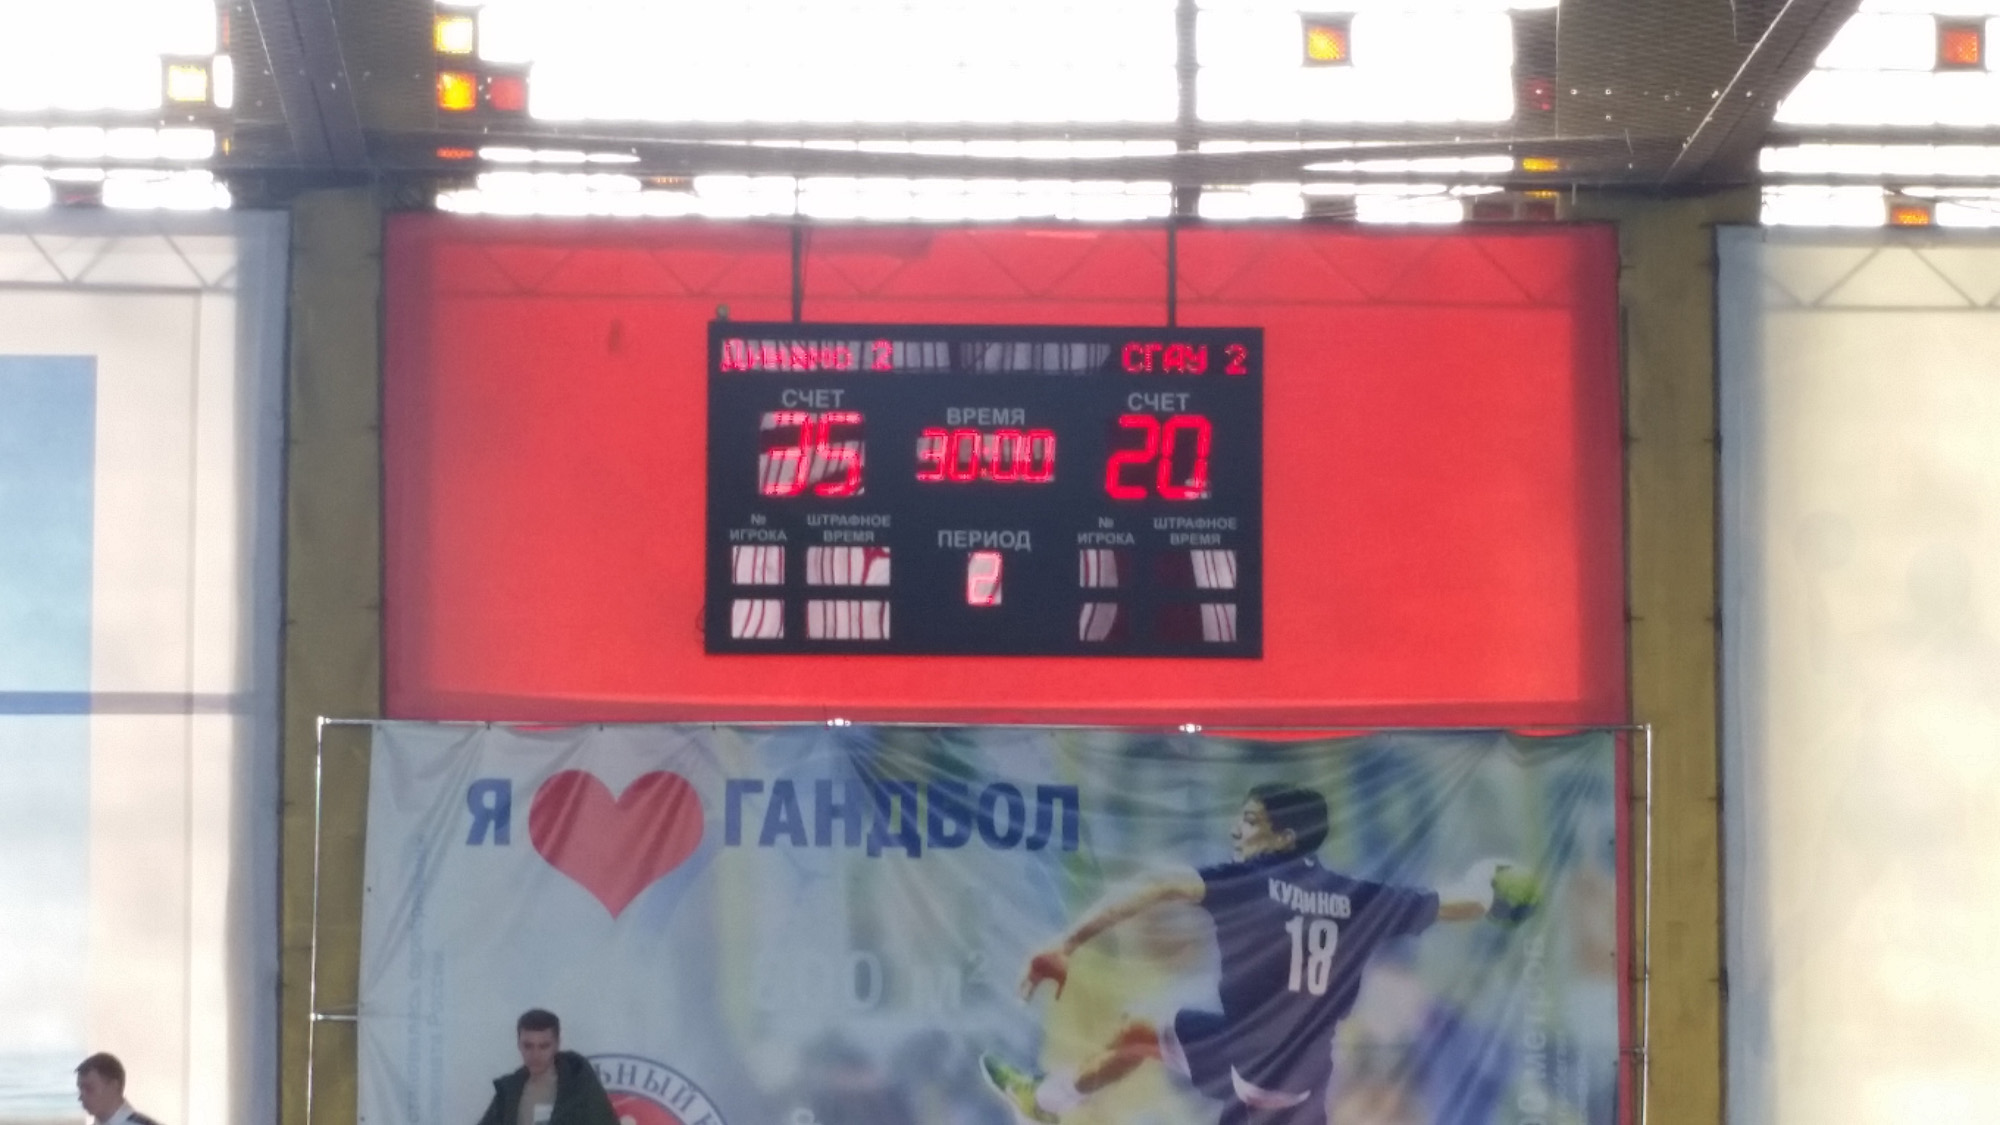 Динамо 2 СГАУ 2
СЧЕТ ВРЕМЯ СЧЕТ
35 30:00 20
№ ИГРОКА ШТРАФНОЕ ВРЕМЯ ПЕРИОД № ИГРОКА ШТРАФНОЕ ВРЕМЯ
2
Я ГАНДБОЛ
КУДИНОВ
18